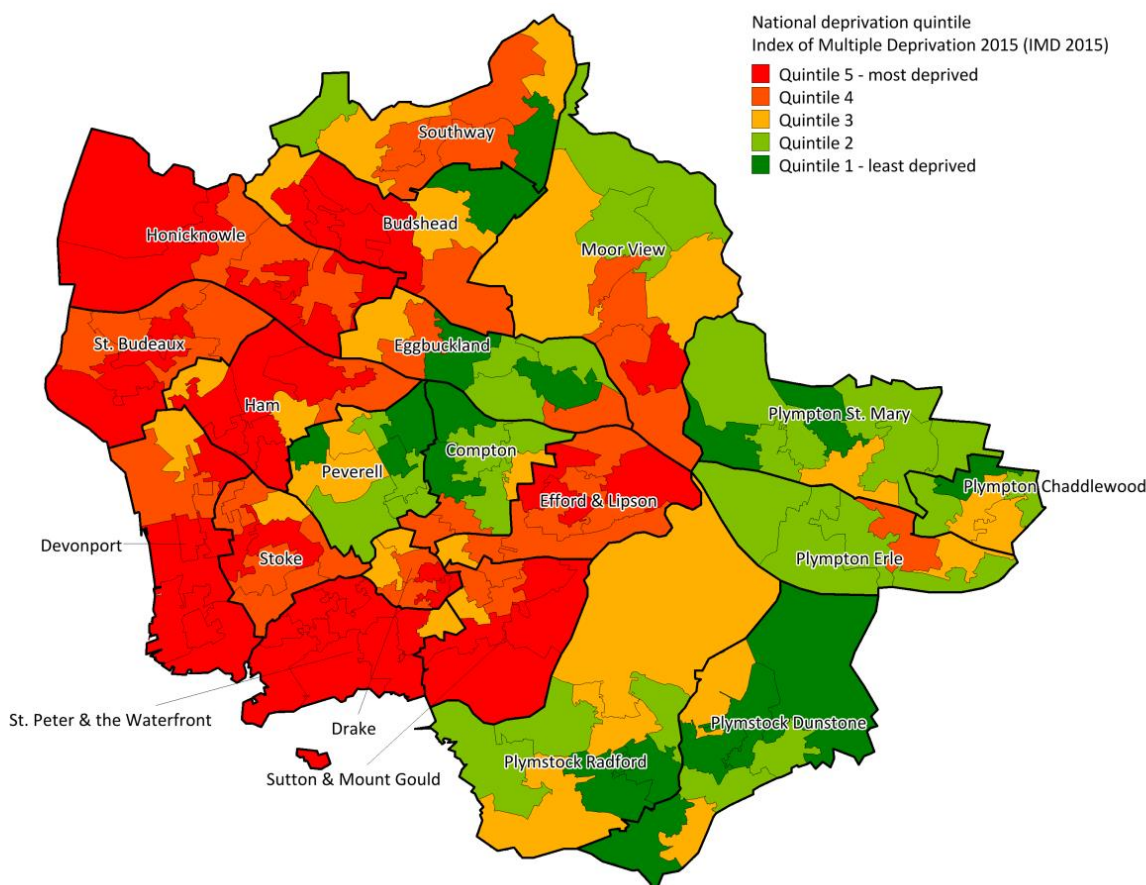 National deprivation quintile
Index of Multiple Deprivation 2015 (IMD 2015)
Quintile 5 - most deprived
Quintile 4
Quintile 3
Quintile 2
Quintile 1 - least deprived
Southway
Budshead
Honicknowle
Moor View
St. Budeaux
Eggbuckland
Ham
Plympton St. Mary
Compton
Peverell
Plympton Chaddlewood
Efford & Lipson
Devonport
Stoke
Plympton Erle
St. Peter & the Waterfront
Drake
Plymstock Dunstone
Plymstock Radford
Sutton & Mount Gould